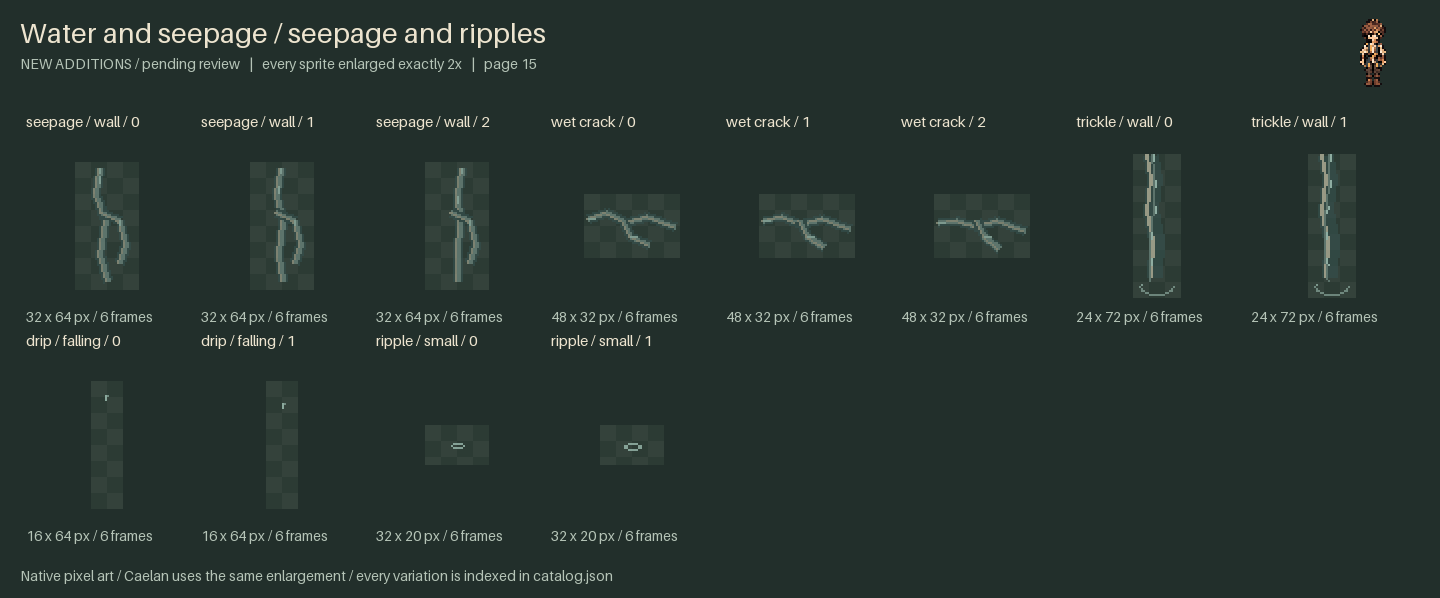 Water and seepage / seepage and ripples
NEW ADDITIONS / pending review | every sprite enlarged exactly 2x | page 15
seepage / wall / 0 seepage / wall / 1 seepage / wall / 2 wet crack / 0 wet crack / 1 wet crack / 2 trickle / wall / 0 trickle / wall / 1
32 x 64 px / 6 frames 32 x 64 px / 6 frames 32 x 64 px / 6 frames 48 x 32 px / 6 frames 48 x 32 px / 6 frames 48 x 32 px / 6 frames 24 x 72 px / 6 frames 24 x 72 px / 6 frames
drip / falling / 0 drip / falling / 1 ripple / small / 0 ripple / small / 1
16 x 64 px / 6 frames 16 x 64 px / 6 frames 32 x 20 px / 6 frames 32 x 20 px / 6 frames
Native pixel art / Caelan uses the same enlargement / every variation is indexed in catalog.json